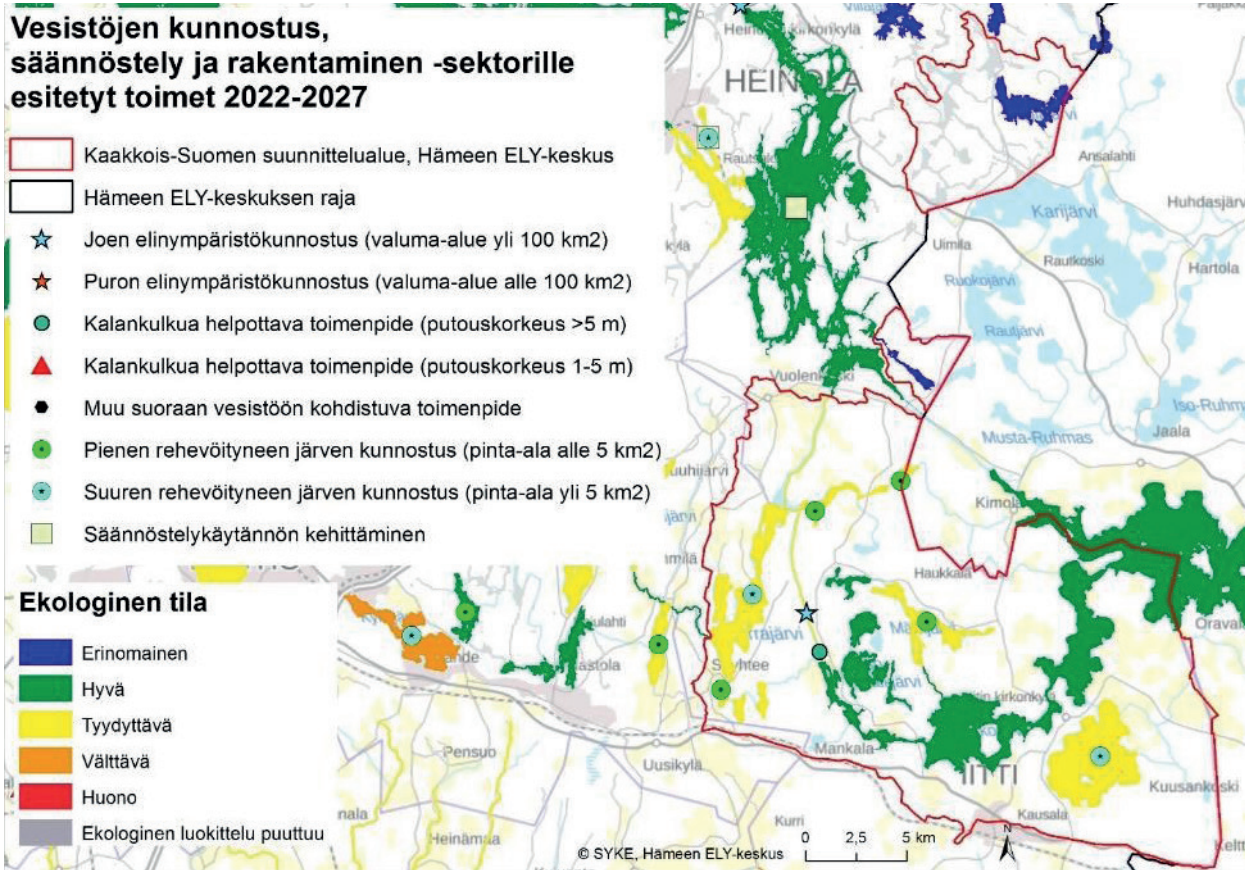 Vesistöjen kunnostus,
säännöstely ja rakentaminen -sektorille
esitetyt toimet 2022-2027
Kaakkois-Suomen suunnittelualue, Hämeen ELY-keskus
Hämeen ELY-keskuksen raja
Joen elinympäristökunnostus (valuma-alue yli 100 km2)
Puron elinympäristökunnostus (valuma-alue alle 100 km2)
Kalankulkua helpottava toimenpide (putouskorkeus >5 m)
Kalankulkua helpottava toimenpide (putouskorkeus 1-5 m)
Muu suoraan vesistöön kohdistuva toimenpide
Pienen rehevöityneen järven kunnostus (pinta-ala alle 5 km2)
Suuren rehevöityneen järven kunnostus (pinta-ala yli 5 km2)
Säännöstelykäytännön kehittäminen
Ekologinen tila
Erinomainen
Hyvä
Tyydyttävä
Välttävä
Huono
Ekologinen luokittelu puuttuu
HEINOLA
Ansalahti
Karijärvi
Huhdasjärv
Uimila
Rautkoski
Hartola
Ruokojärvi
Rautjärvi
Iso-Ruhm
Musta-Ruhmas
Jaala
Kimola
Haukkala
Oraval
Mankala
IITTI
Kausala
Kuusankoski
Keltt
Kurri
Pensuo
Uusikylä
Heinämaa
© SYKE, Hämeen ELY-keskus
0 2,5 5 km
N